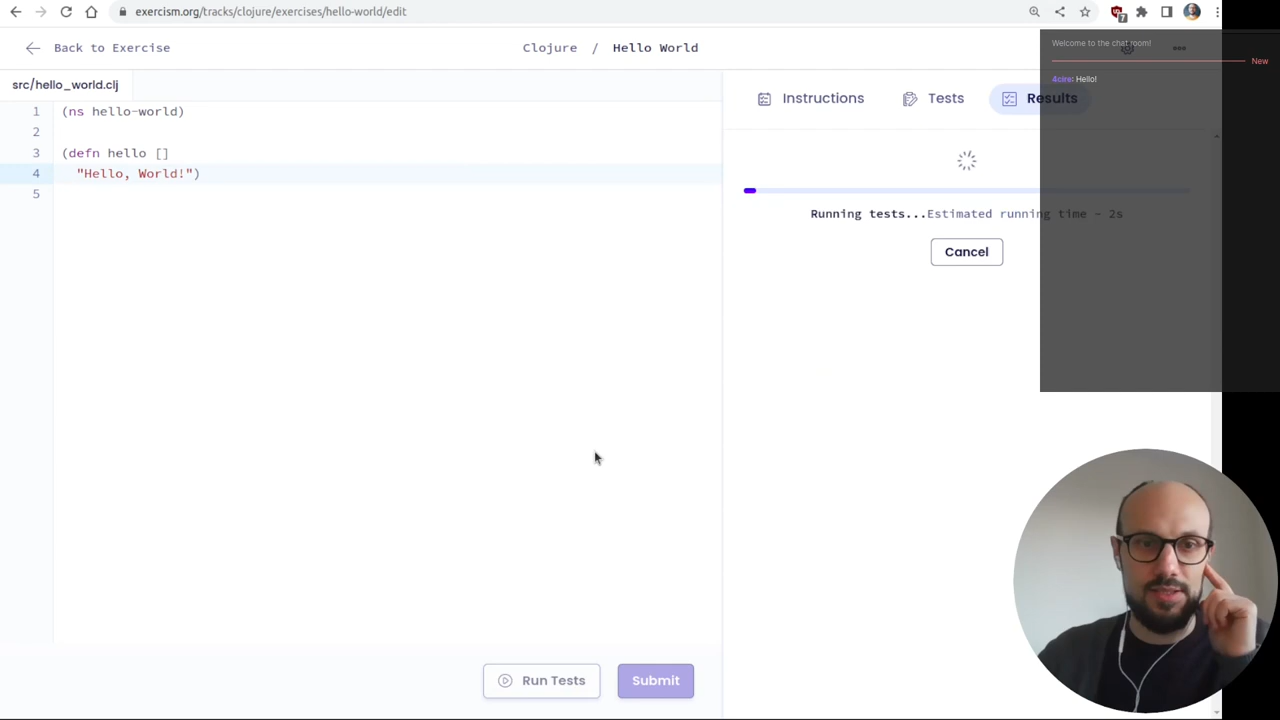 exercism.org/tracks/clojure/exercises/hello-world/edit
7
Back to Exercise
Clojure / Hello World
Welcome to the chat room!
New
4cire: Hello!
src/hello_world.clj
Instructions
Tests
Results
1 (ns hello-world)
2
3 (defn hello []
4 "Hello, World!")
5
Running tests...Estimated running time ~ 2s
Cancel
Run Tests
Submit